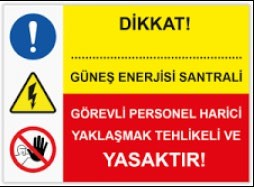 DİKKAT!
........................................
GÜNEŞ ENERJİSİ SANTRALİ
GÖREVLİ PERSONEL HARİCİ
YAKLAŞMAK TEHLİKELİ VE
YASAKTIR!